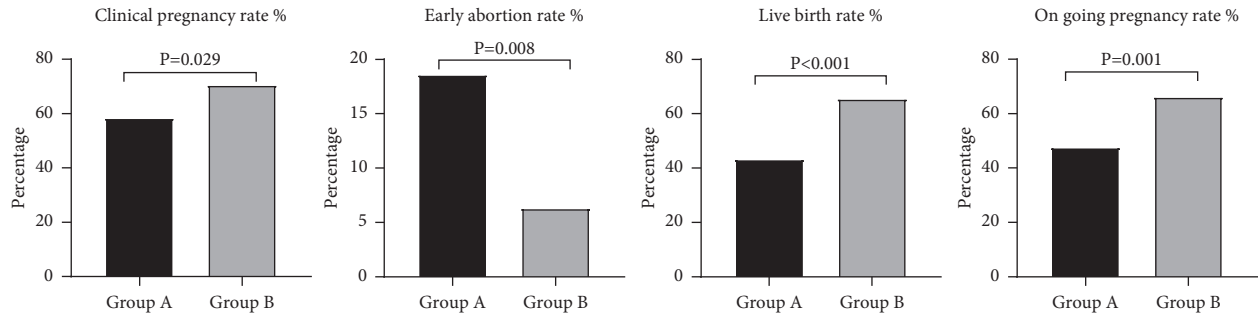 Clinical pregnancy rate %
P=0.029
80
60
40
20
0
Percentage
Group A
Group B
Early abortion rate %
P=0.008
20
15
10
5
0
Percentage
Group A
Group B
Live birth rate %
P<0.001
80
60
40
20
0
Percentage
Group A
Group B
On going pregnancy rate %
P=0.001
80
60
40
20
0
Percentage
Group A
Group B